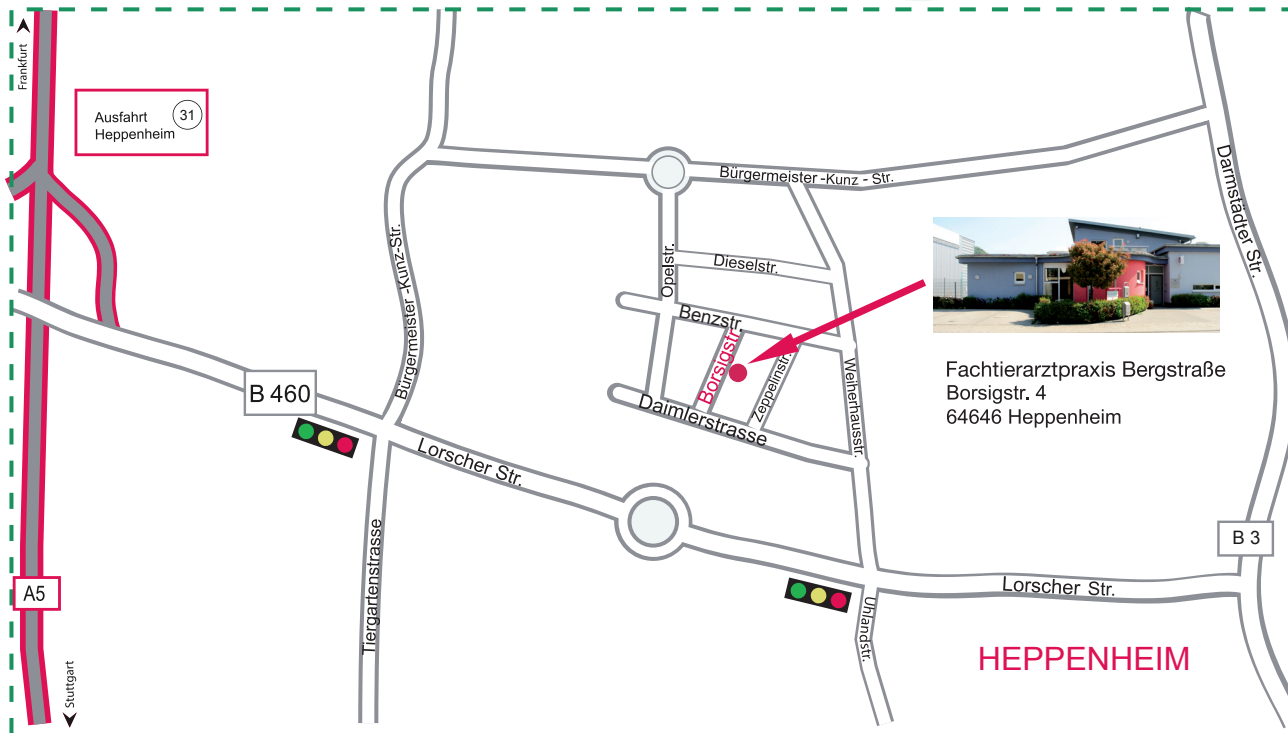 Frankfurt
Ausfahrt
Heppenheim
31
Bürgermeister -Kunz - Str.
Darmstädter Str.
Bürgermeister -Kunz-Str.
Opelstr.
Dieselstr.
Benzstr.
Borsigstr.
Zeppelinstr.
Weiherhausstr.
Daimlerstrasse
Fachtierarztpraxis Bergstraße
Borsigstr. 4
64646 Heppenheim
B 460
Lorscher Str.
Tiergartenstrasse
B 3
A5
Lorscher Str.
Uhlandstr.
HEPPENHEIM
Stuttgart